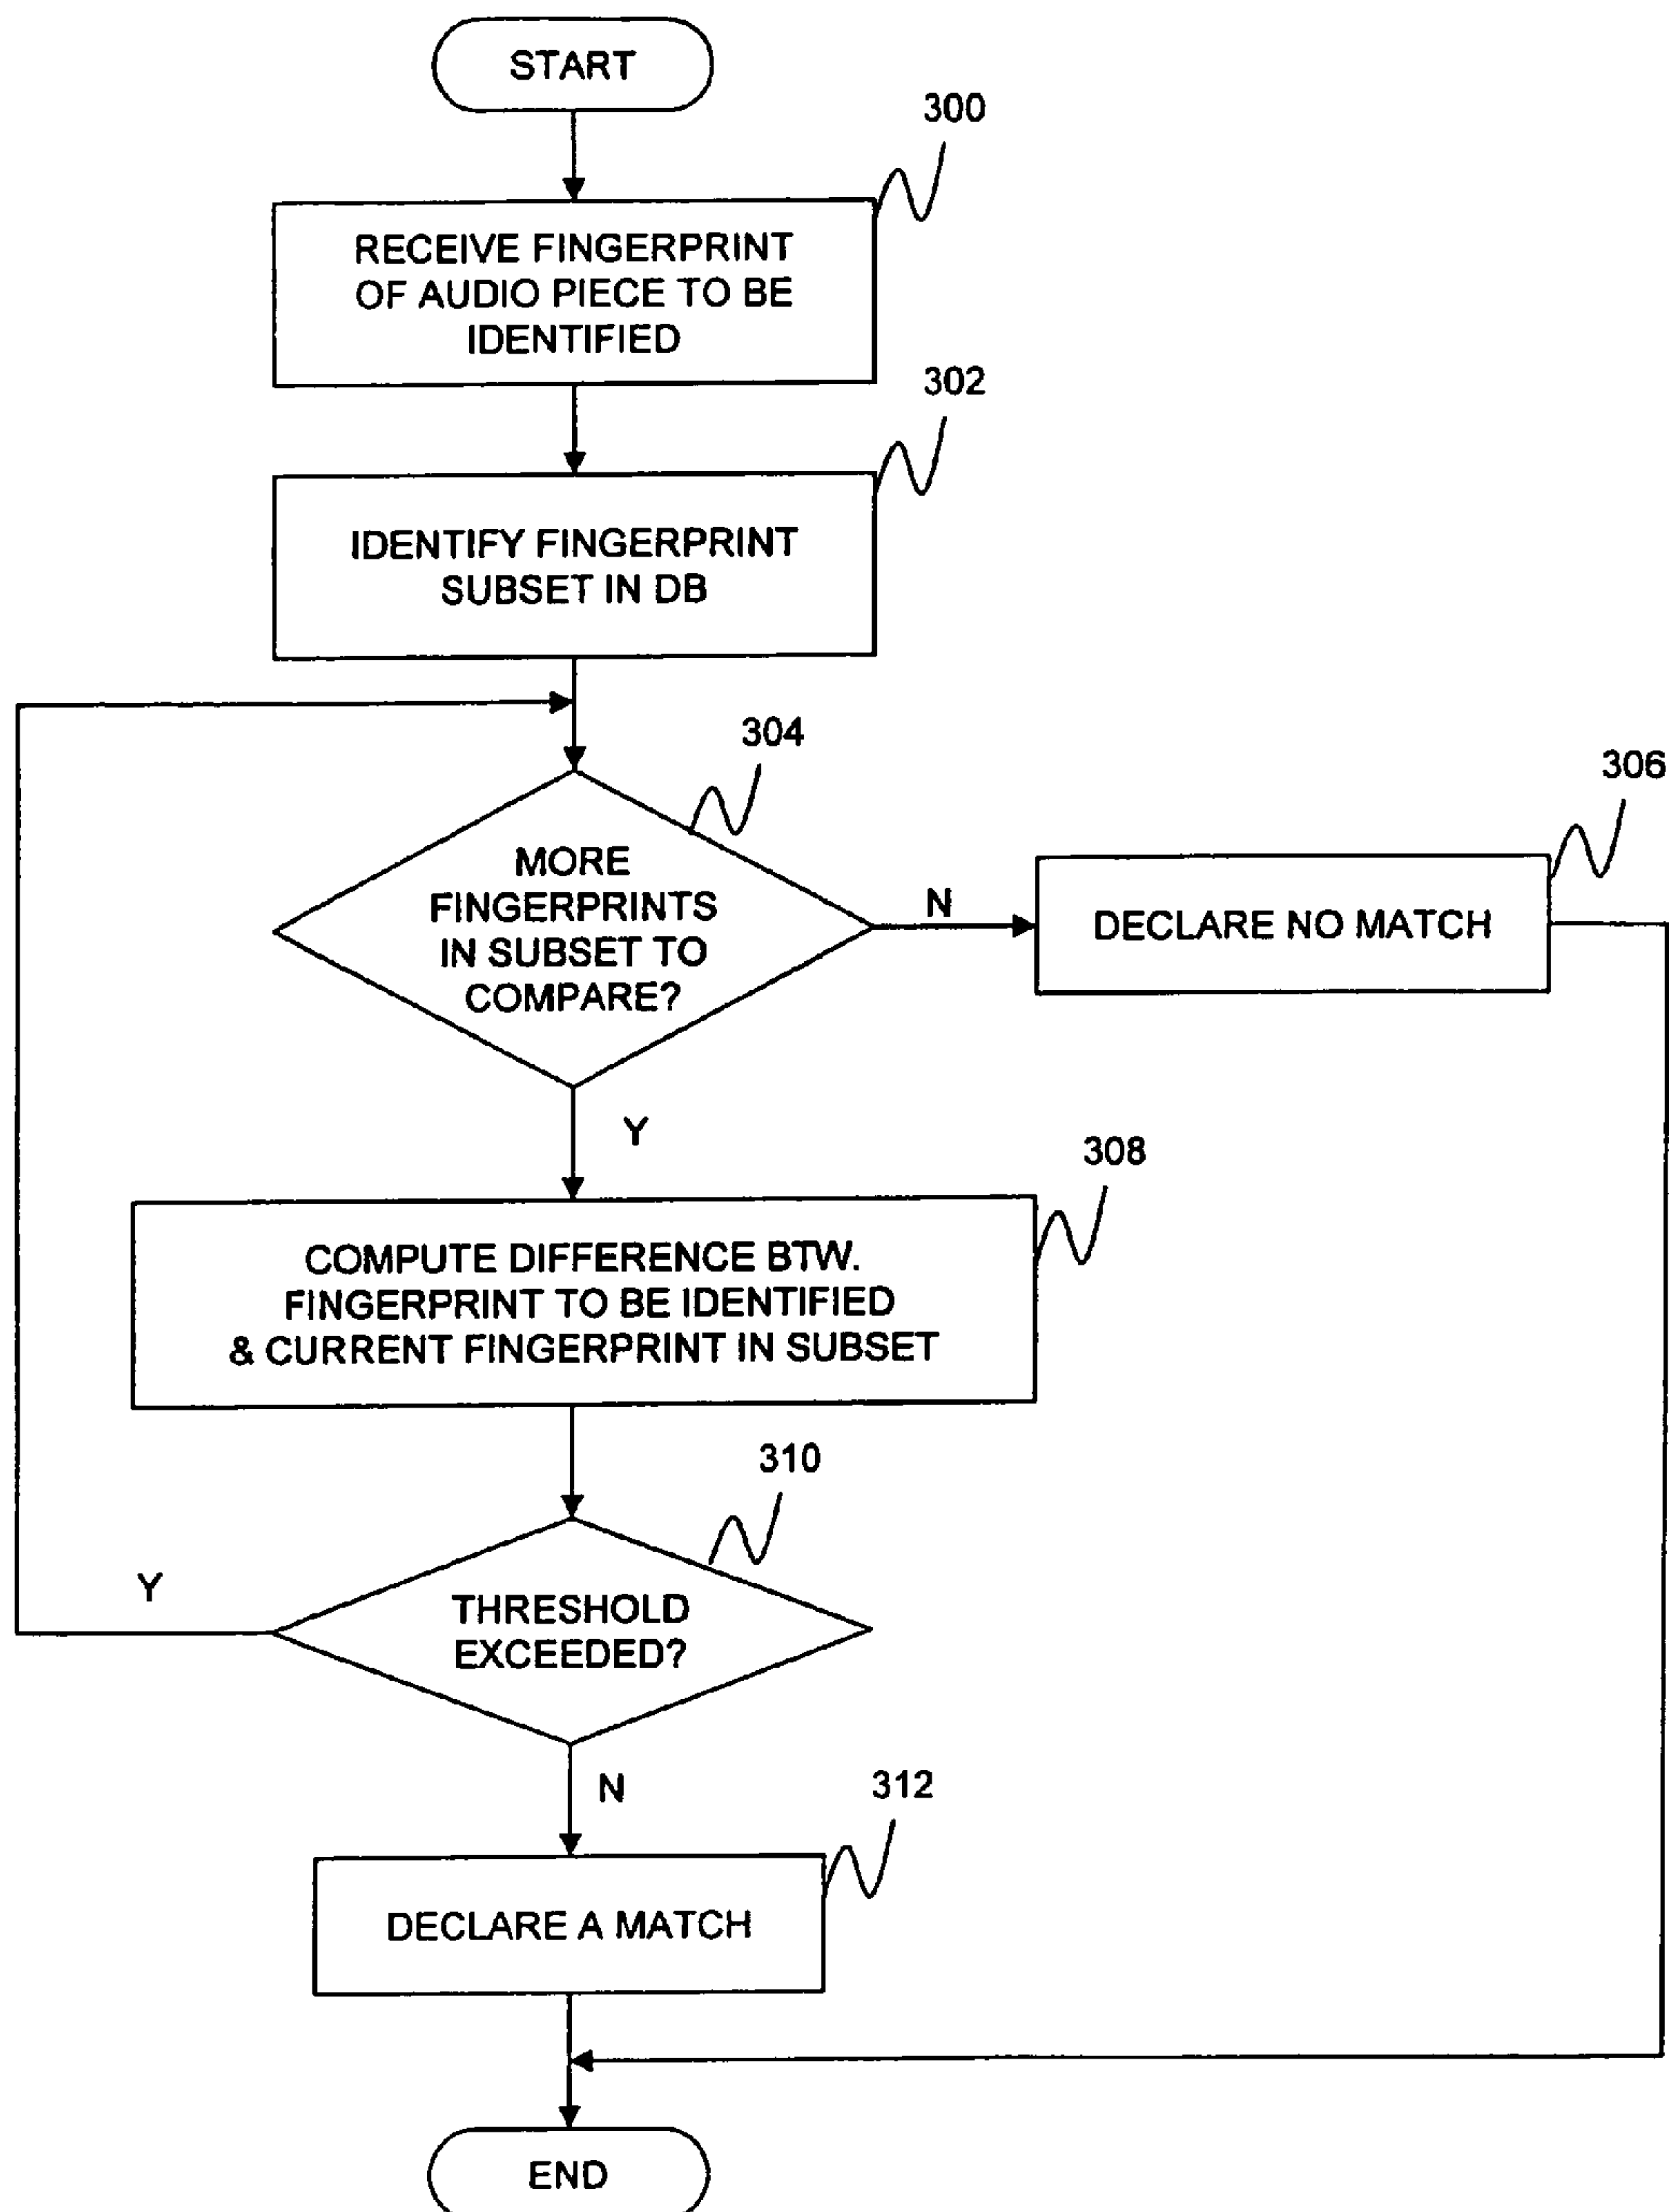 START
300
RECEIVE FINGERPRINT
OF AUDIO PIECE TO BE
IDENTIFIED
302
IDENTIFY FINGERPRINT
SUBSET IN DB
304
306
MORE
FINGERPRINTS
IN SUBSET TO
COMPARE?
N
DECLARE NO MATCH
Y
308
COMPUTE DIFFERENCE BTW.
FINGERPRINT TO BE IDENTIFIED
& CURRENT FINGERPRINT IN SUBSET
310
Y
THRESHOLD
EXCEEDED?
N
312
DECLARE A MATCH
END